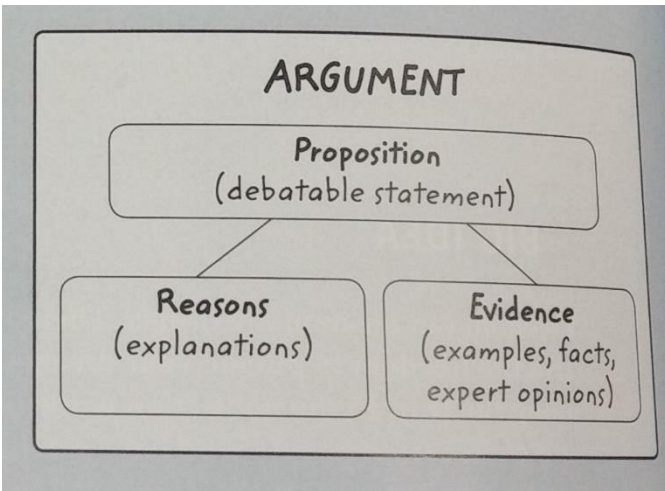 ARGUMENT
Proposition
(debatable statement)
Reasons
(explanations)
Evidence
(examples, facts,
expert opinions)